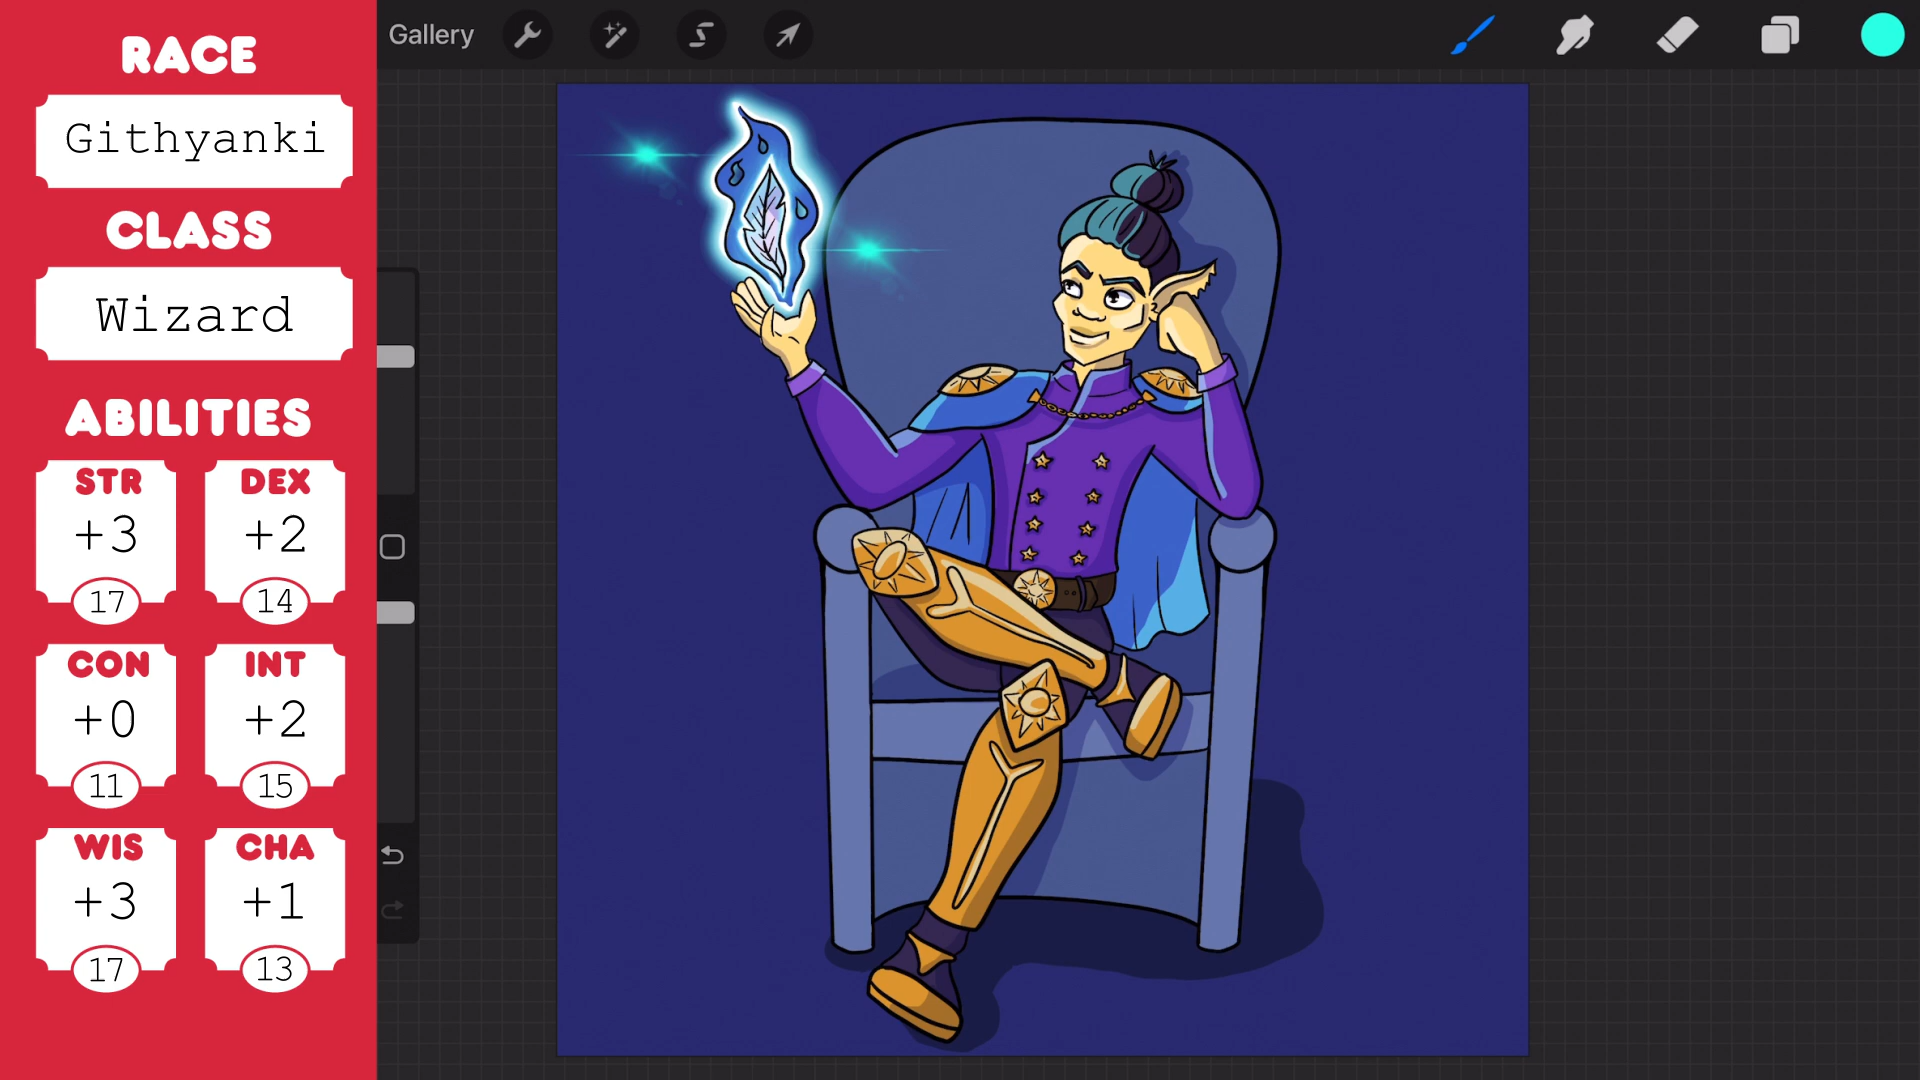 RACE
Githyanki
CLASS
Wizard
ABILITIES
STR DEX
+3 +2
17 14
CON INT
+0 +2
11 15
WIS CHA
+3 +1
17 13
Gallery